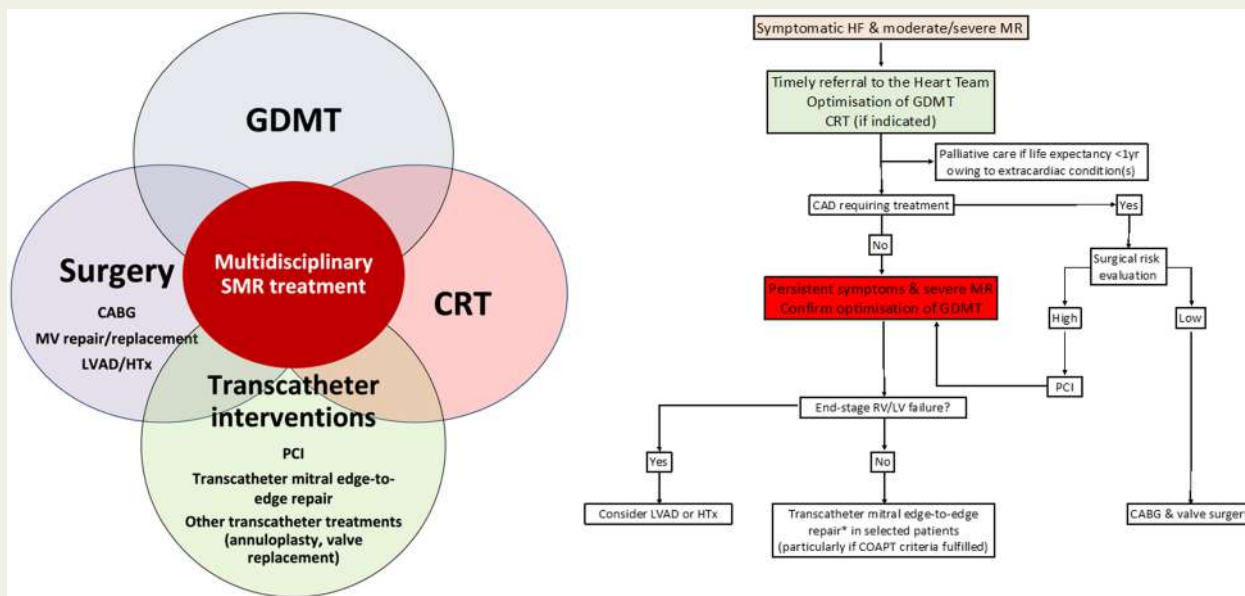 GDMT
Surgery
CABG
MV repair/replacement
LVAD/HTx
Multidisciplinary
SMR treatment
CRT
Transcatheter
interventions
PCI
Transcatheter mitral edge-to-
edge repair
Other transcatheter treatments
(annuloplasty, valve
replacement)
Symptomatic HF & moderate/severe MR
Timely referral to the Heart Team
Optimisation of GDMT
CRT (if indicated)
Palliative care if life expectancy <1yr
owing to extracardiac condition(s)
CAD requiring treatment
Yes
No
Surgical risk
evaluation
Persistent symptoms & severe MR
Confirm optimisation of GDMT
High
Low
PCI
End-stage RV/LV failure?
Yes
No
Consider LVAD or HTx
Transcatheter mitral edge-to-edge
repair* in selected patients
(particularly if COAPT criteria fulfilled)
CABG & valve surgery